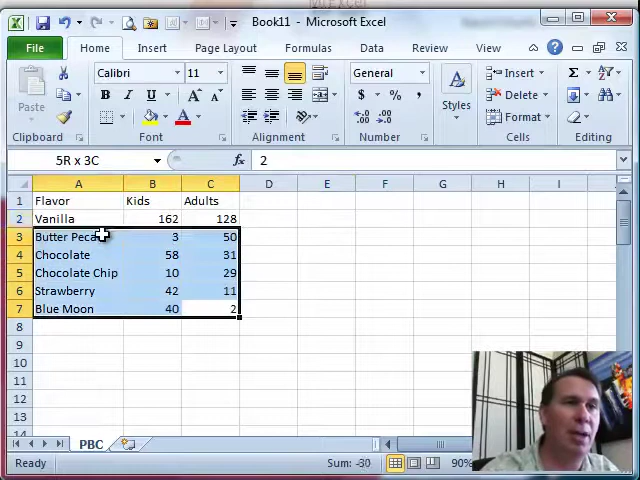 Book11 - Microsoft Excel
File Home Insert Page Layout Formulas Data Review View
Paste
Clipboard
Calibri 11
Font
Alignment
General
$ % ,
Number
Styles
Insert
Delete
Format
Cells
Editing
5R x 3C fx 2
A B C D E F G H I
1 Flavor Kids Adults
2 Vanilla 162 128
3 Butter Peca 3 50
4 Chocolate 58 31
5 Chocolate Chip 10 29
6 Strawberry 42 11
7 Blue Moon 40 2
8
9
10
11
12
13
14
PBC
Ready 90%